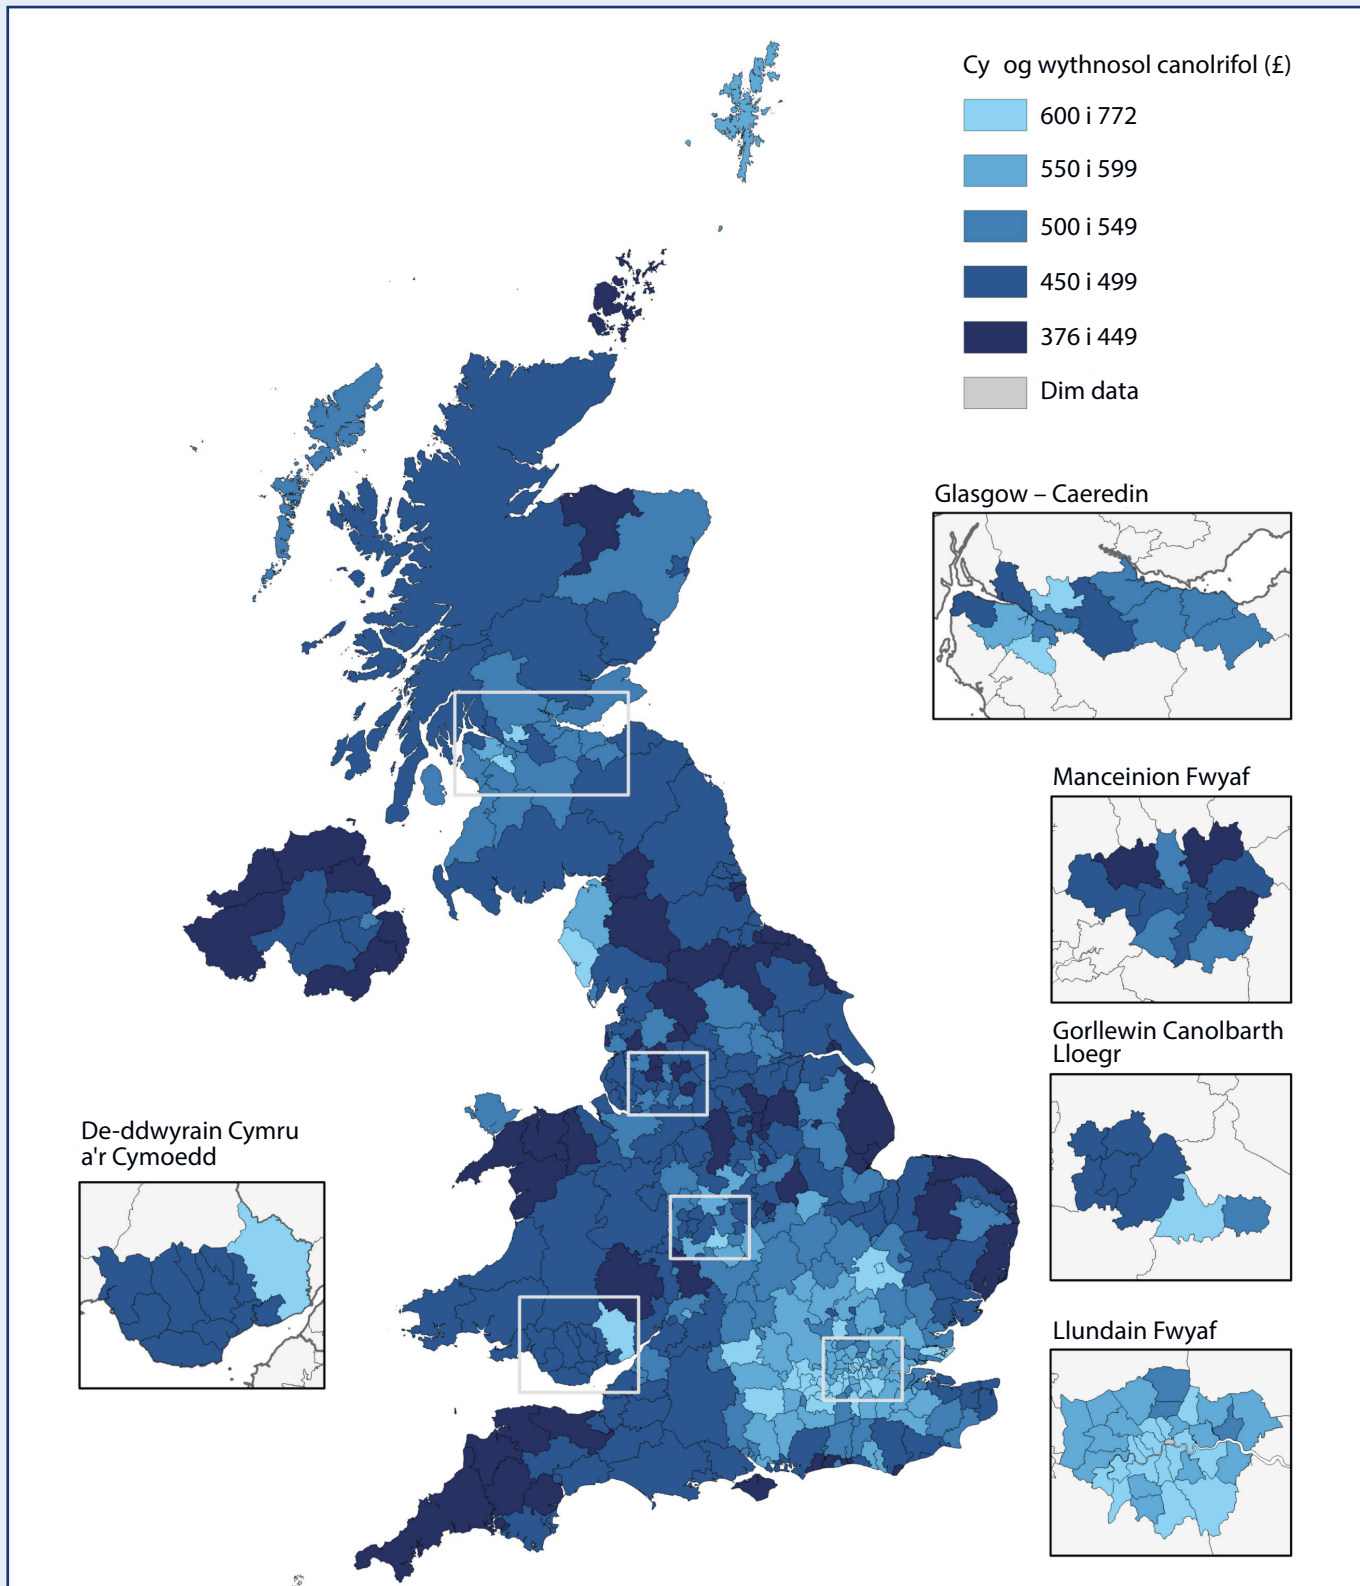 Cy og wythnosol canolrifol (£)
600 i 772
550 i 599
500 i 549
450 i 499
376 i 449
Dim data
Glasgow – Caeredin
Manceinion Fwyaf
Gorllewin Canolbarth
Lloegr
De-ddwyrain Cymru
a'r Cymoedd
Llundain Fwyaf